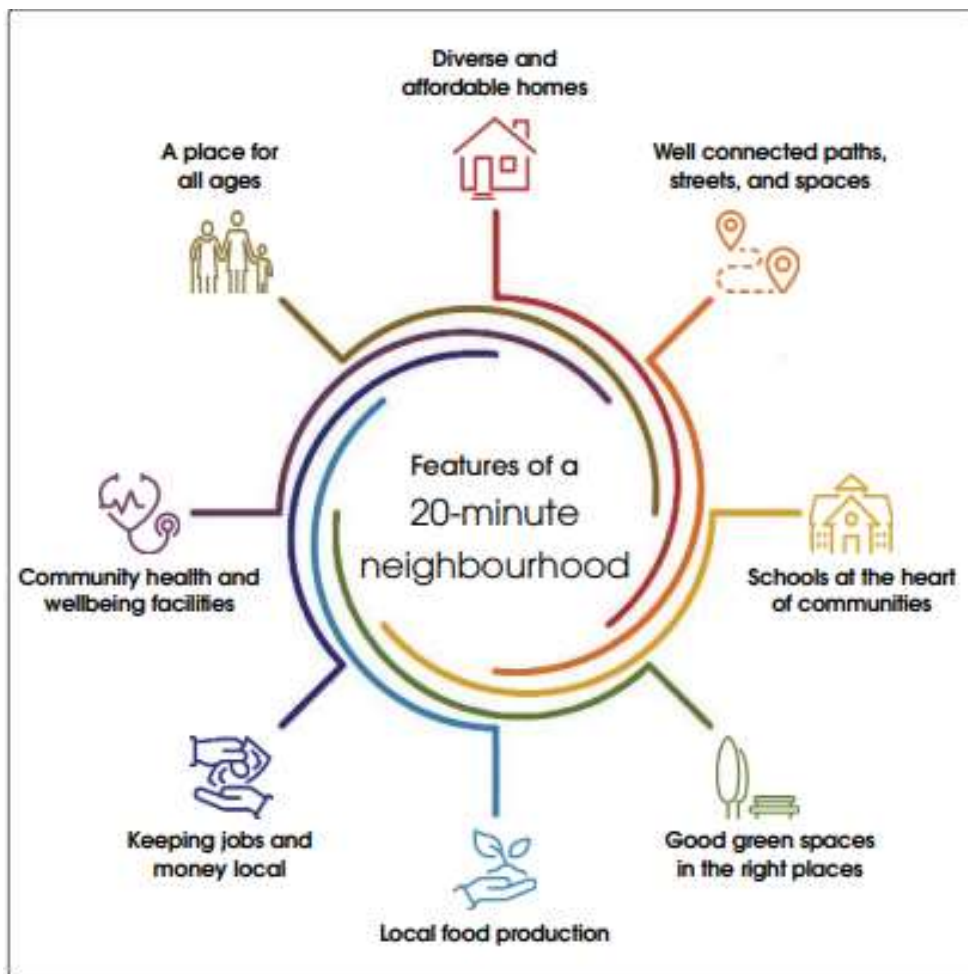 Diverse and
affordable homes
Well connected paths,
streets, and spaces
Schools at the heart
of communities
Good green spaces
in the right places
Local food production
Keeping jobs and
money local
Community health and
wellbeing facilities
A place for
all ages
Features of a
20-minute
neighbourhood